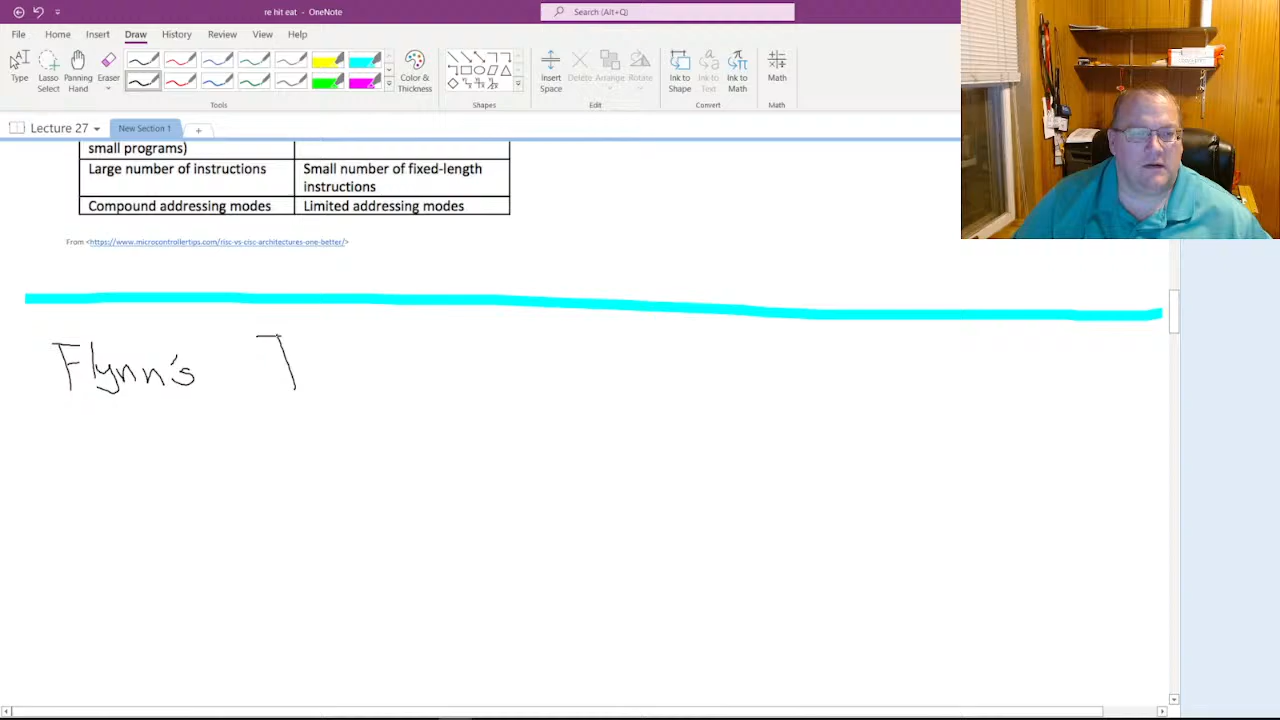 re hit eat - OneNote
Search (Alt+Q)
File Home Insert Draw History Review View Help
Type Lasso Select Panning Hand Eraser
Insert Space Delete Arrange Rotate
Ink to Shape Ink to Text Ink to Math Math
Color & Thickness
Tools Shapes Edit Convert Math
Lecture 27 New Section 1 +
small programs)
Large number of instructions Small number of fixed-length instructions
Compound addressing modes Limited addressing modes
From <https://www.microcontrollertips.com/risc-vs-cisc-architectures-one-better/>
Flynn's T